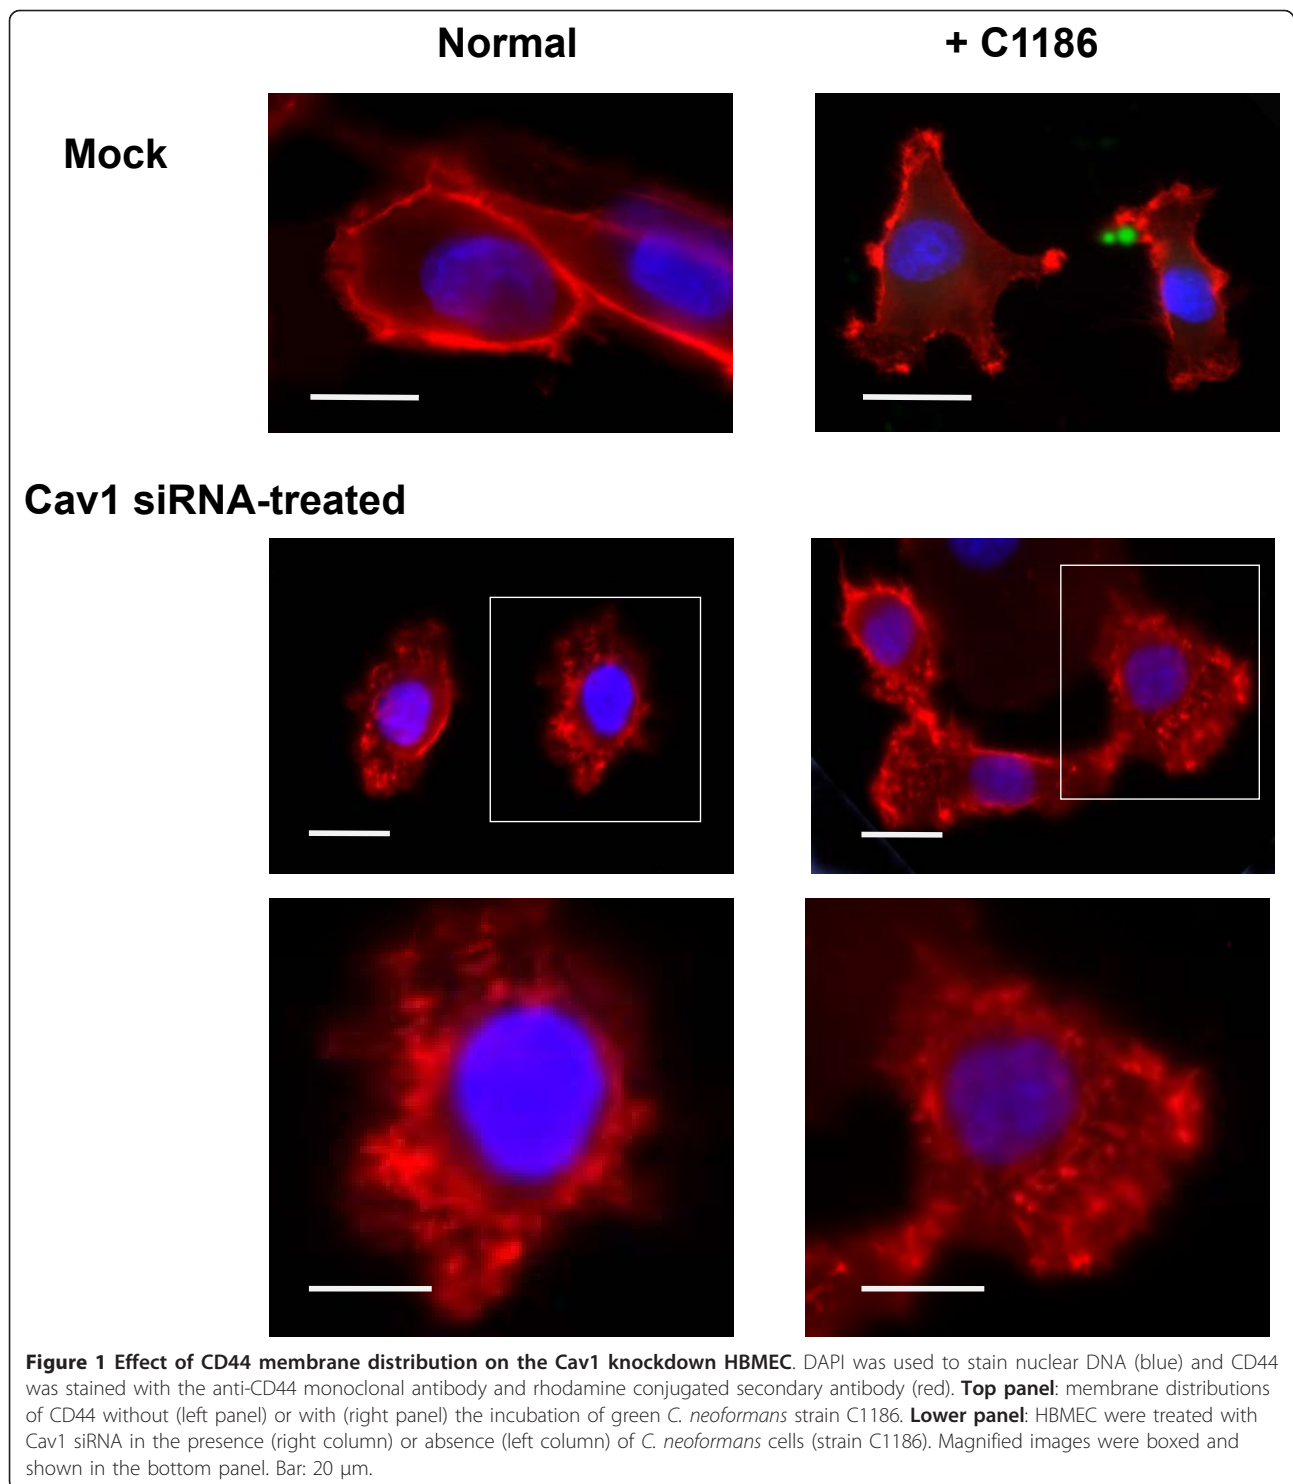 Normal
+ C1186
Mock
Cav1 siRNA-treated
Figure 1 Effect of CD44 membrane distribution on the Cav1 knockdown HBMEC. DAPI was used to stain nuclear DNA (blue) and CD44
was stained with the anti-CD44 monoclonal antibody and rhodamine conjugated secondary antibody (red). Top panel: membrane distributions
of CD44 without (left panel) or with (right panel) the incubation of green C. neoformans strain C1186. Lower panel: HBMEC were treated with
Cav1 siRNA in the presence (right column) or absence (left column) of C. neoformans cells (strain C1186). Magnified images were boxed and
shown in the bottom panel. Bar: 20 μm.